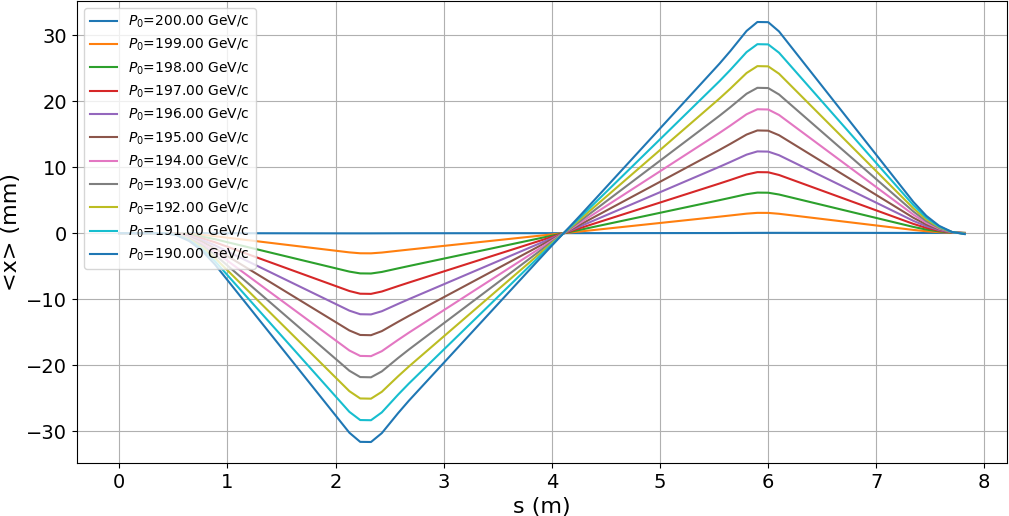 P0=200.00 GeV/c
P0=199.00 GeV/c
P0=198.00 GeV/c
P0=197.00 GeV/c
P0=196.00 GeV/c
P0=195.00 GeV/c
P0=194.00 GeV/c
P0=193.00 GeV/c
P0=192.00 GeV/c
P0=191.00 GeV/c
P0=190.00 GeV/c
30
20
10
0
−10
−20
−30
<x> (mm)
0 1 2 3 4 5 6 7 8
s (m)